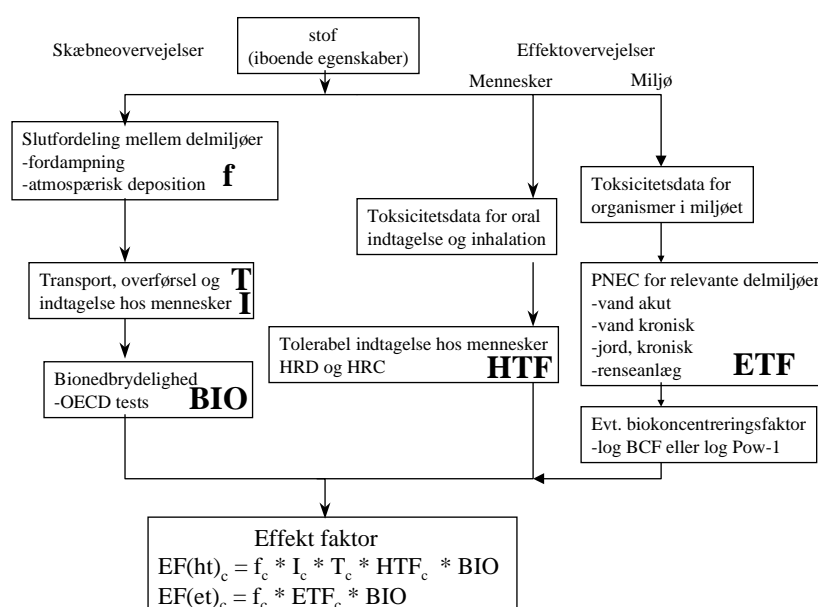 Skæbneovervejelser
stof
(iboende egenskaber)
Effektovervejelser
Mennesker
Miljø
Slutfordeling mellem delmiljøer
-fordampning
-atmospærisk deposition
f
Toksicitetsdata for
organismer i miljøet
Toksicitetsdata for oral
indtagelse og inhalation
Transport, overførsel og
indtagelse hos mennesker
T
I
PNEC for relevante delmiljøer
-vand akut
-vand kronisk
-jord, kronisk
-renseanlæg
ETF
Tolerabel indtagelse hos mennesker
HRD og HRC
HTF
Bionedbrydelighed
-OECD tests
BIO
Evt. biokoncentreringsfaktor
-log BCF eller log Pow-1
Effekt faktor
EF(ht)c = fc * Ic * Tc * HTFc * BIO
EF(et)c = fc * ETFc * BIO